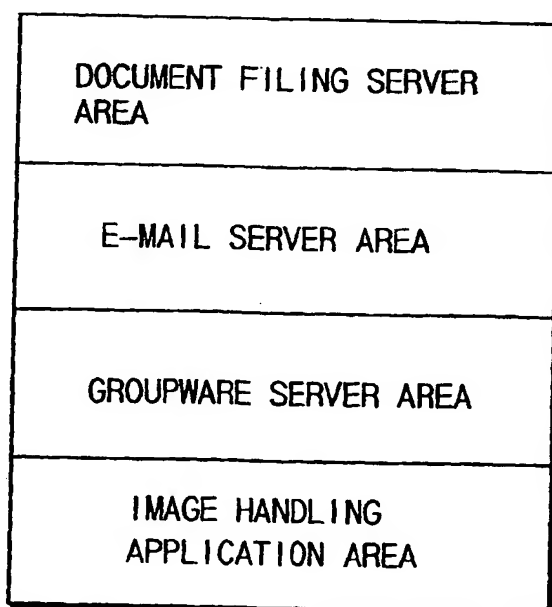 DOCUMENT FILING SERVER
AREA
E-MAIL SERVER AREA
GROUPWARE SERVER AREA
IMAGE HANDLING
APPLICATION AREA